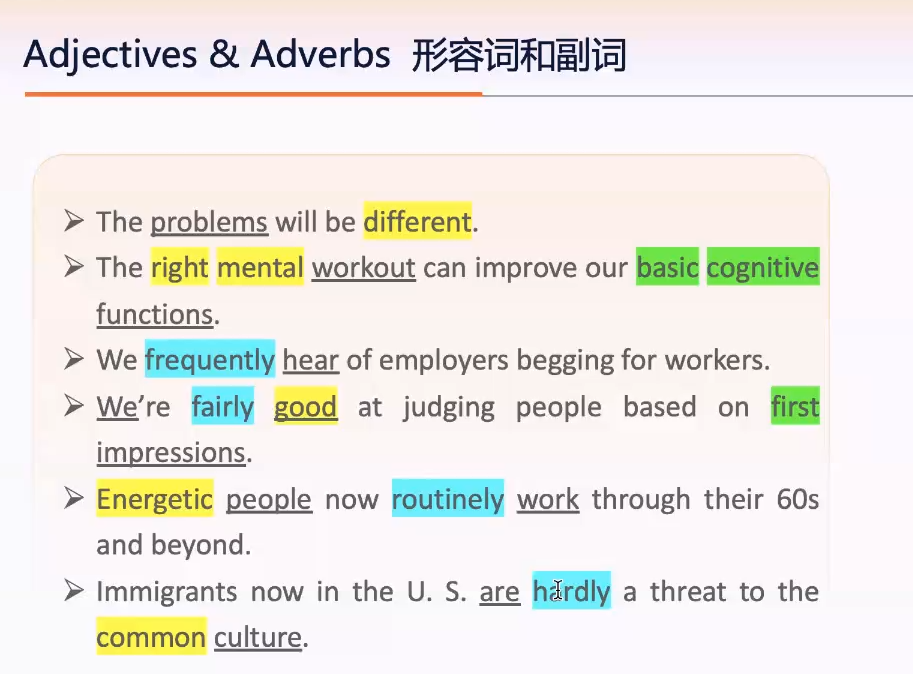 Adjectives & Adverbs 形容词和副词
➢ The problems will be different.
➢ The right mental workout can improve our basic cognitive
functions.
➢ We frequently hear of employers begging for workers.
➢ We’re fairly good at judging people based on first
impressions.
➢ Energetic people now routinely work through their 60s
and beyond.
➢ Immigrants now in the U. S. are hardly a threat to the
common culture.